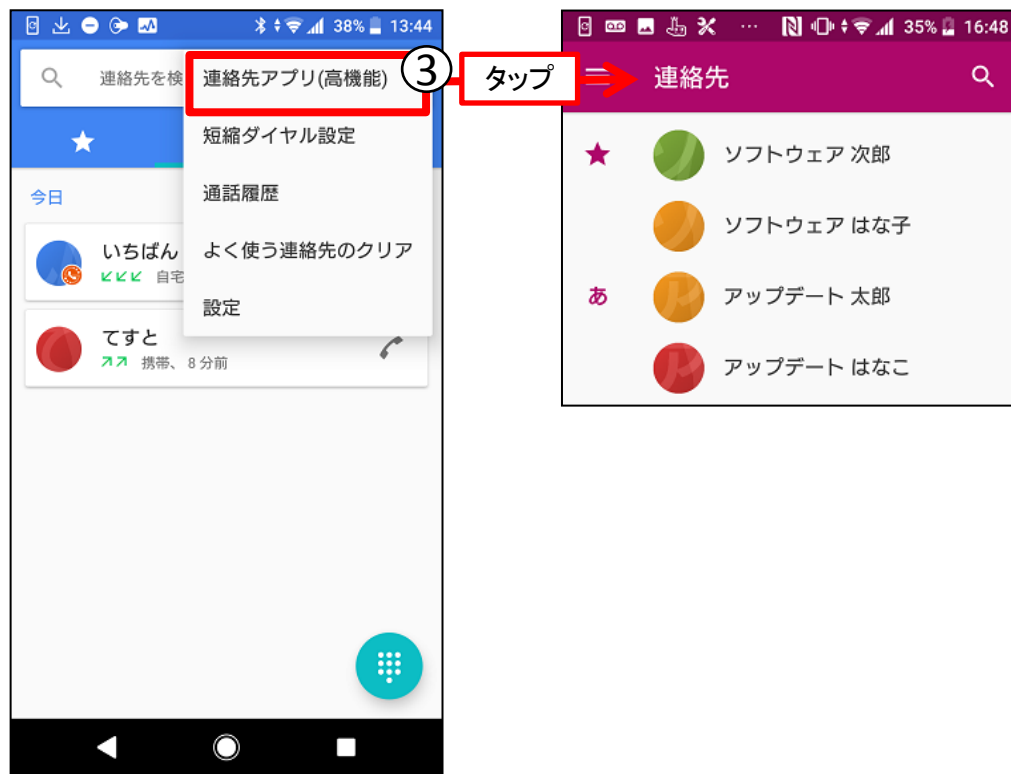 38% 13:44
連絡先を検
連絡先アプリ(高機能)
③
タップ
短縮ダイヤル設定
通話履歴
よく使う連絡先のクリア
設定
今日
いちばん
自宅
てすと
携帯、 8 分前
35% 16:48
連絡先
ソフトウェア 次郎
ソフトウェア はな子
あ
アップデート 太郎
アップデート はなこ